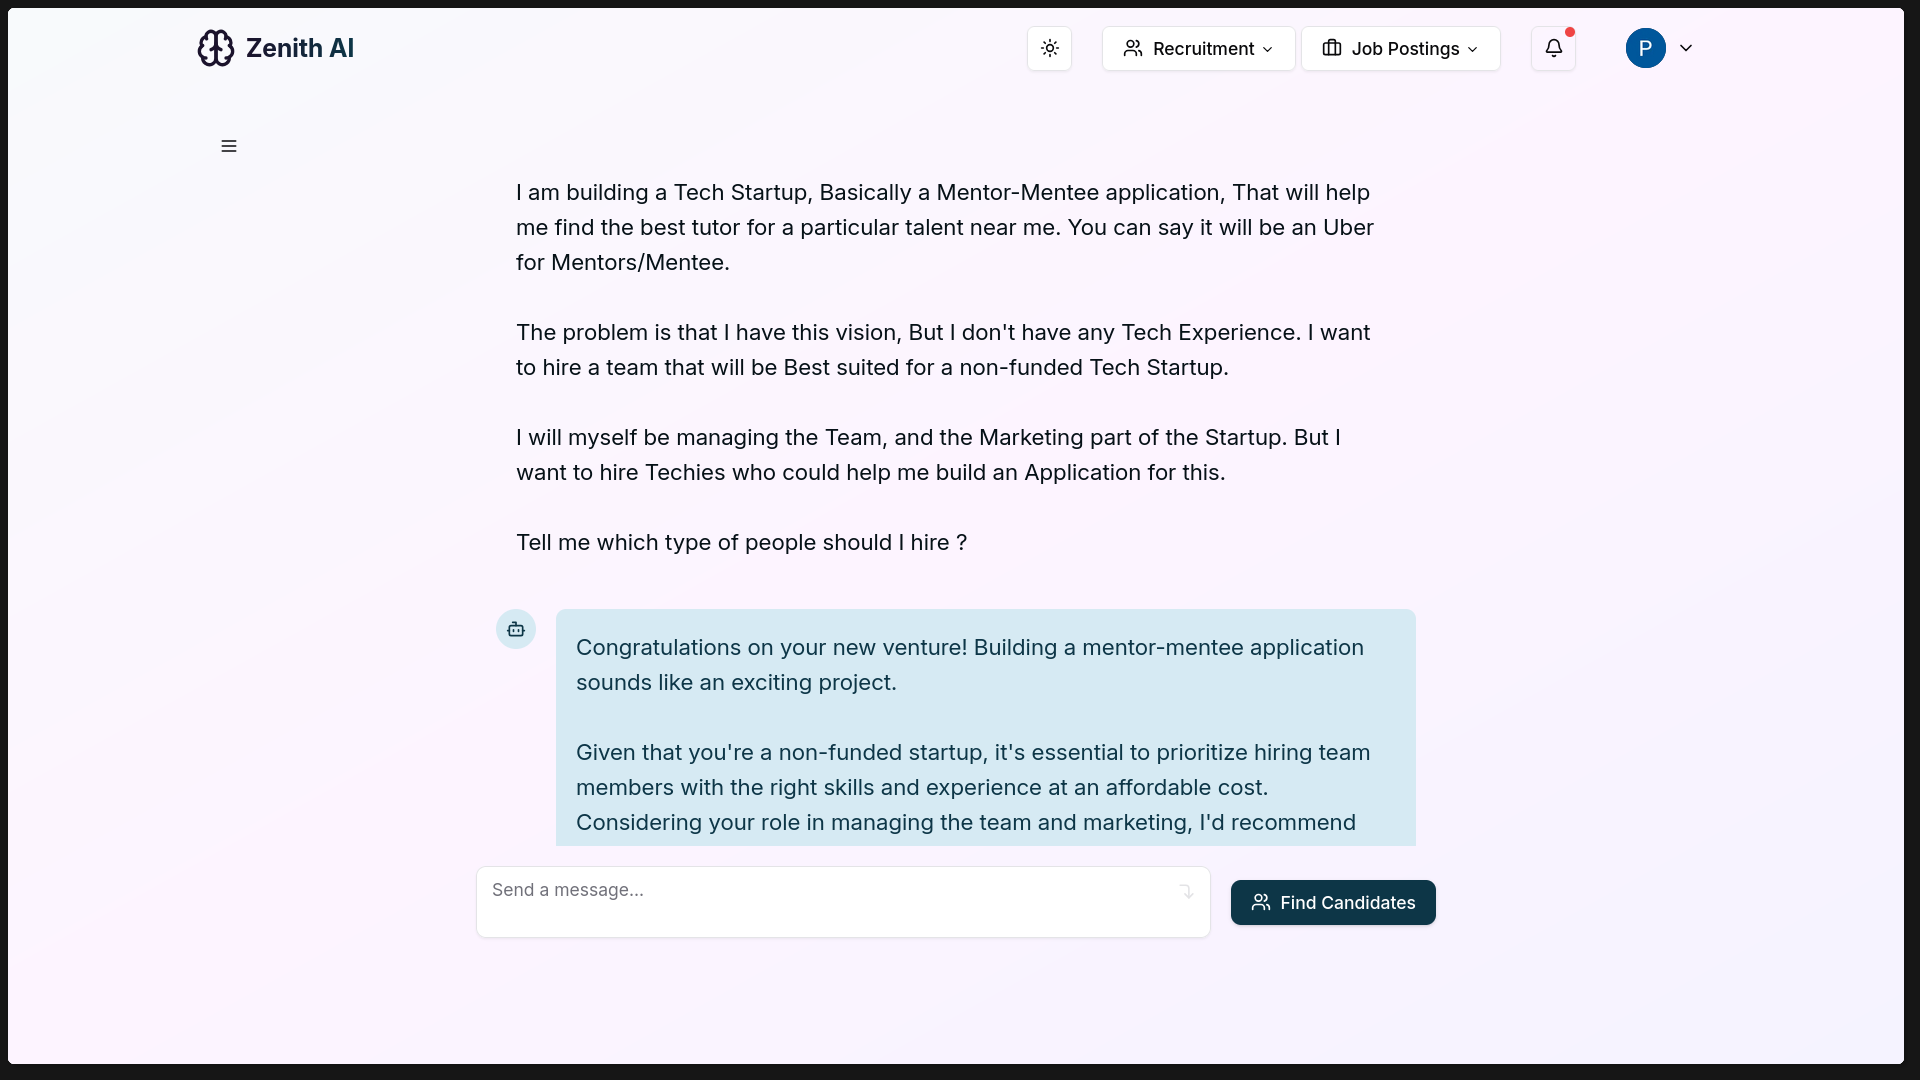 Zenith AI
Recruitment
Job Postings
P
I am building a Tech Startup, Basically a Mentor-Mentee application, That will help
me find the best tutor for a particular talent near me. You can say it will be an Uber
for Mentors/Mentee.
The problem is that I have this vision, But I don't have any Tech Experience. I want
to hire a team that will be Best suited for a non-funded Tech Startup.
I will myself be managing the Team, and the Marketing part of the Startup. But I
want to hire Techies who could help me build an Application for this.
Tell me which type of people should I hire ?
Congratulations on your new venture! Building a mentor-mentee application
sounds like an exciting project.
Given that you're a non-funded startup, it's essential to prioritize hiring team
members with the right skills and experience at an affordable cost.
Considering your role in managing the team and marketing, I'd recommend
Send a message...
Find Candidates